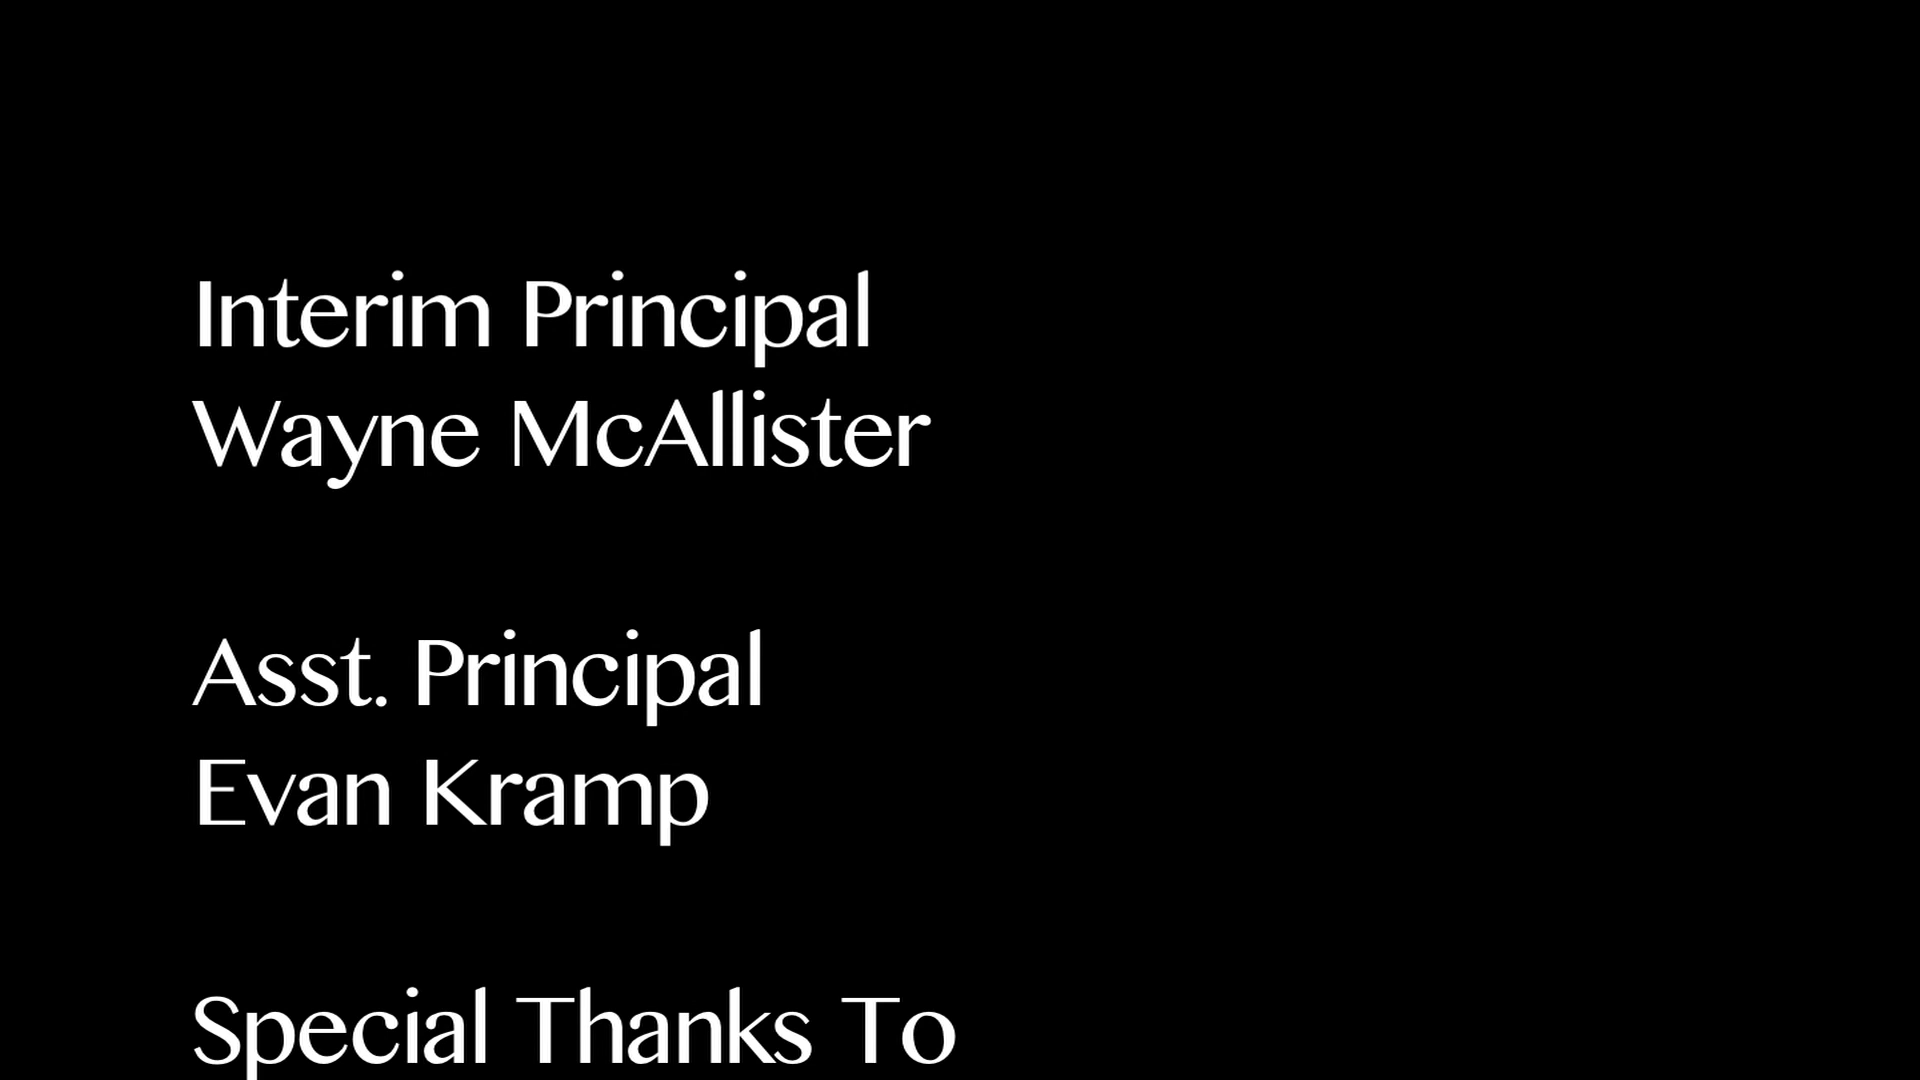 Interim Principal
Wayne McAllister
Asst. Principal
Evan Kramp
Special Thanks To